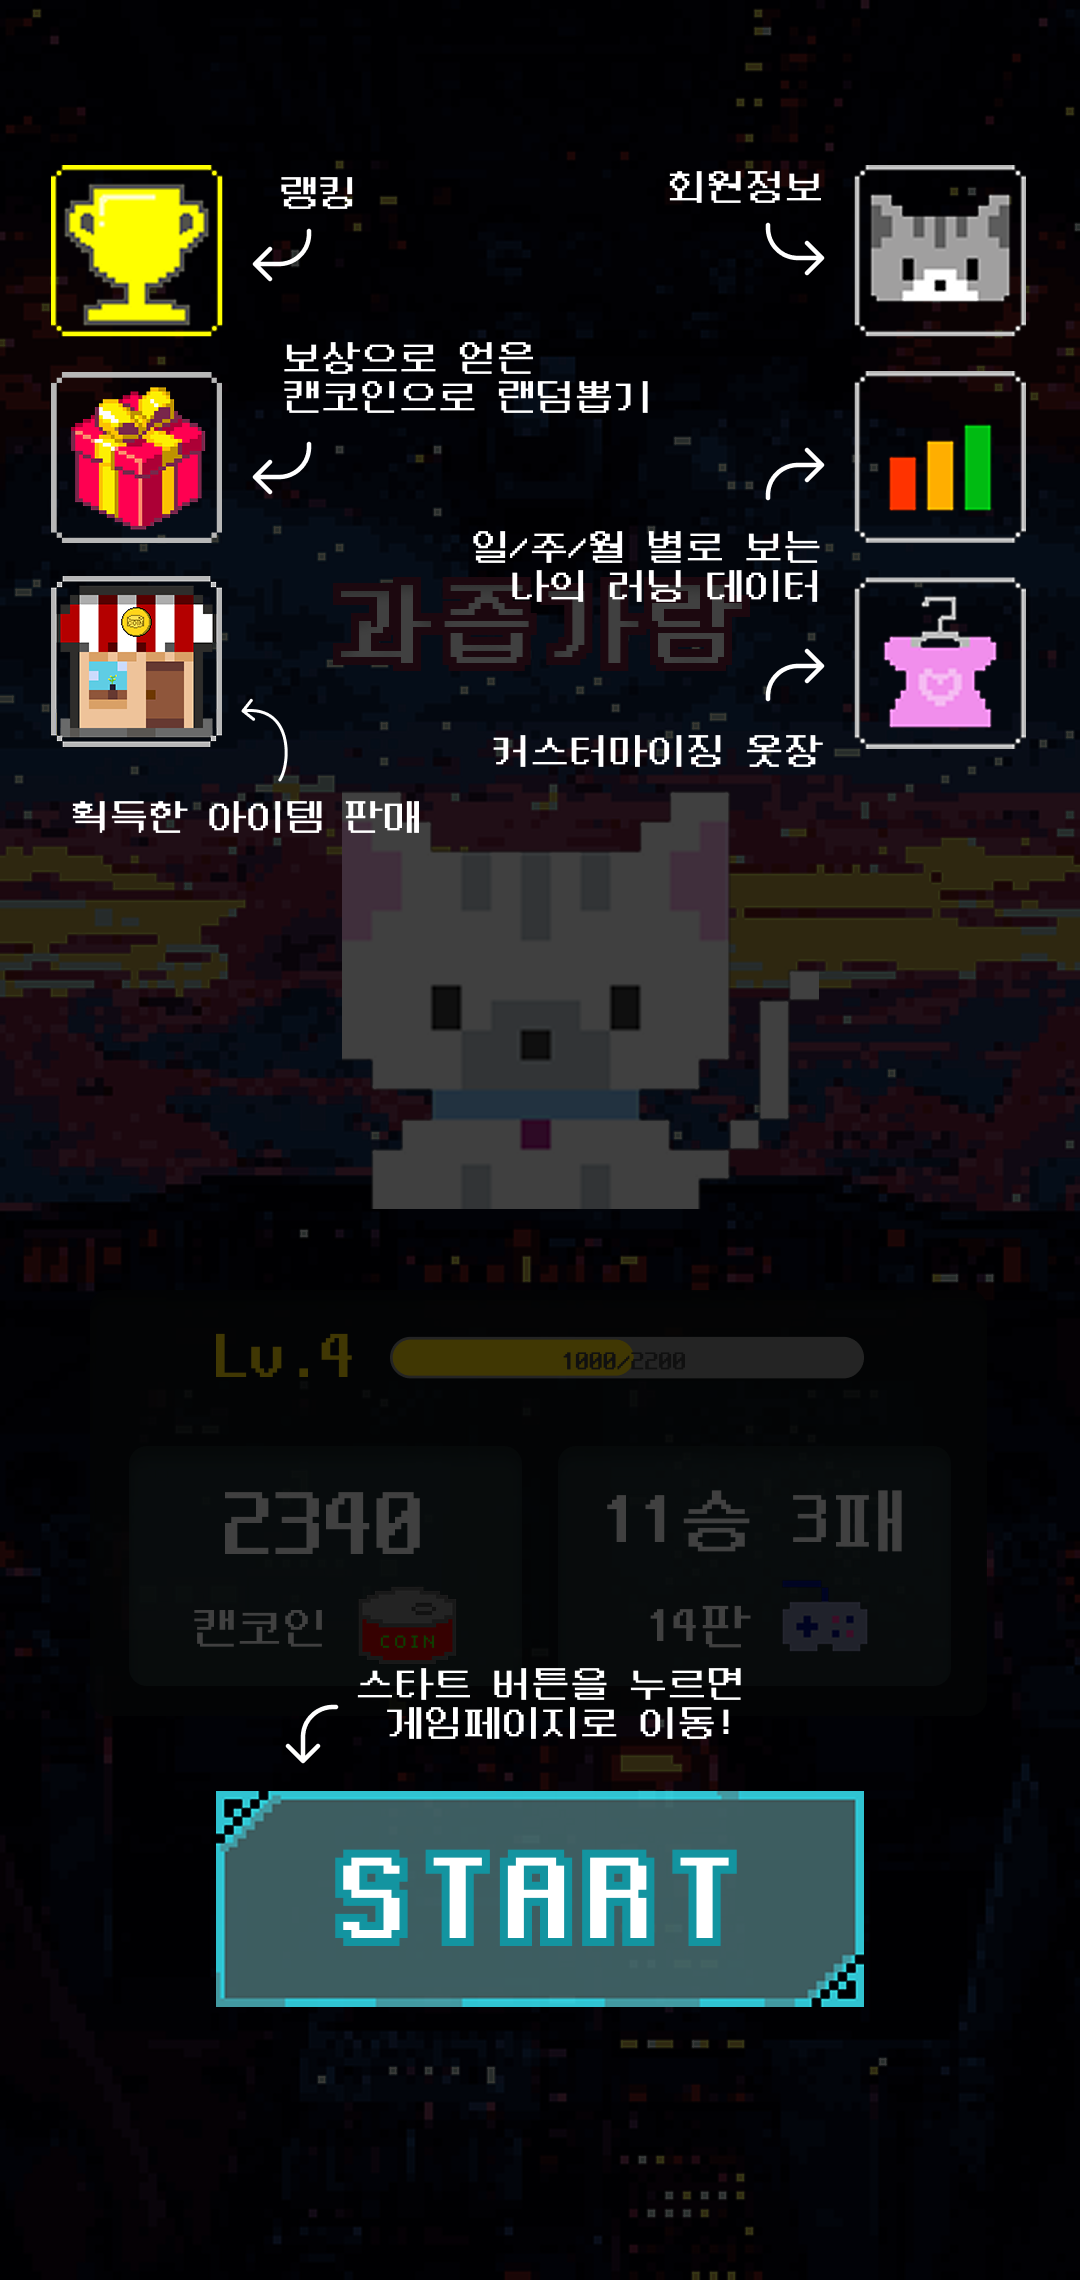 랭킹
회원정보
보상으로 얻은
캔코인으로 랜덤뽑기
일/주/월 별로 보는
나의 러닝 데이터
과즙가람
커스터마이징 옷장
획득한 아이템 판매
Lv.4
1000/2200
2340
11승 3패
캔코인
COIN
14판
스타트 버튼을 누르면
게임페이지로 이동!
START